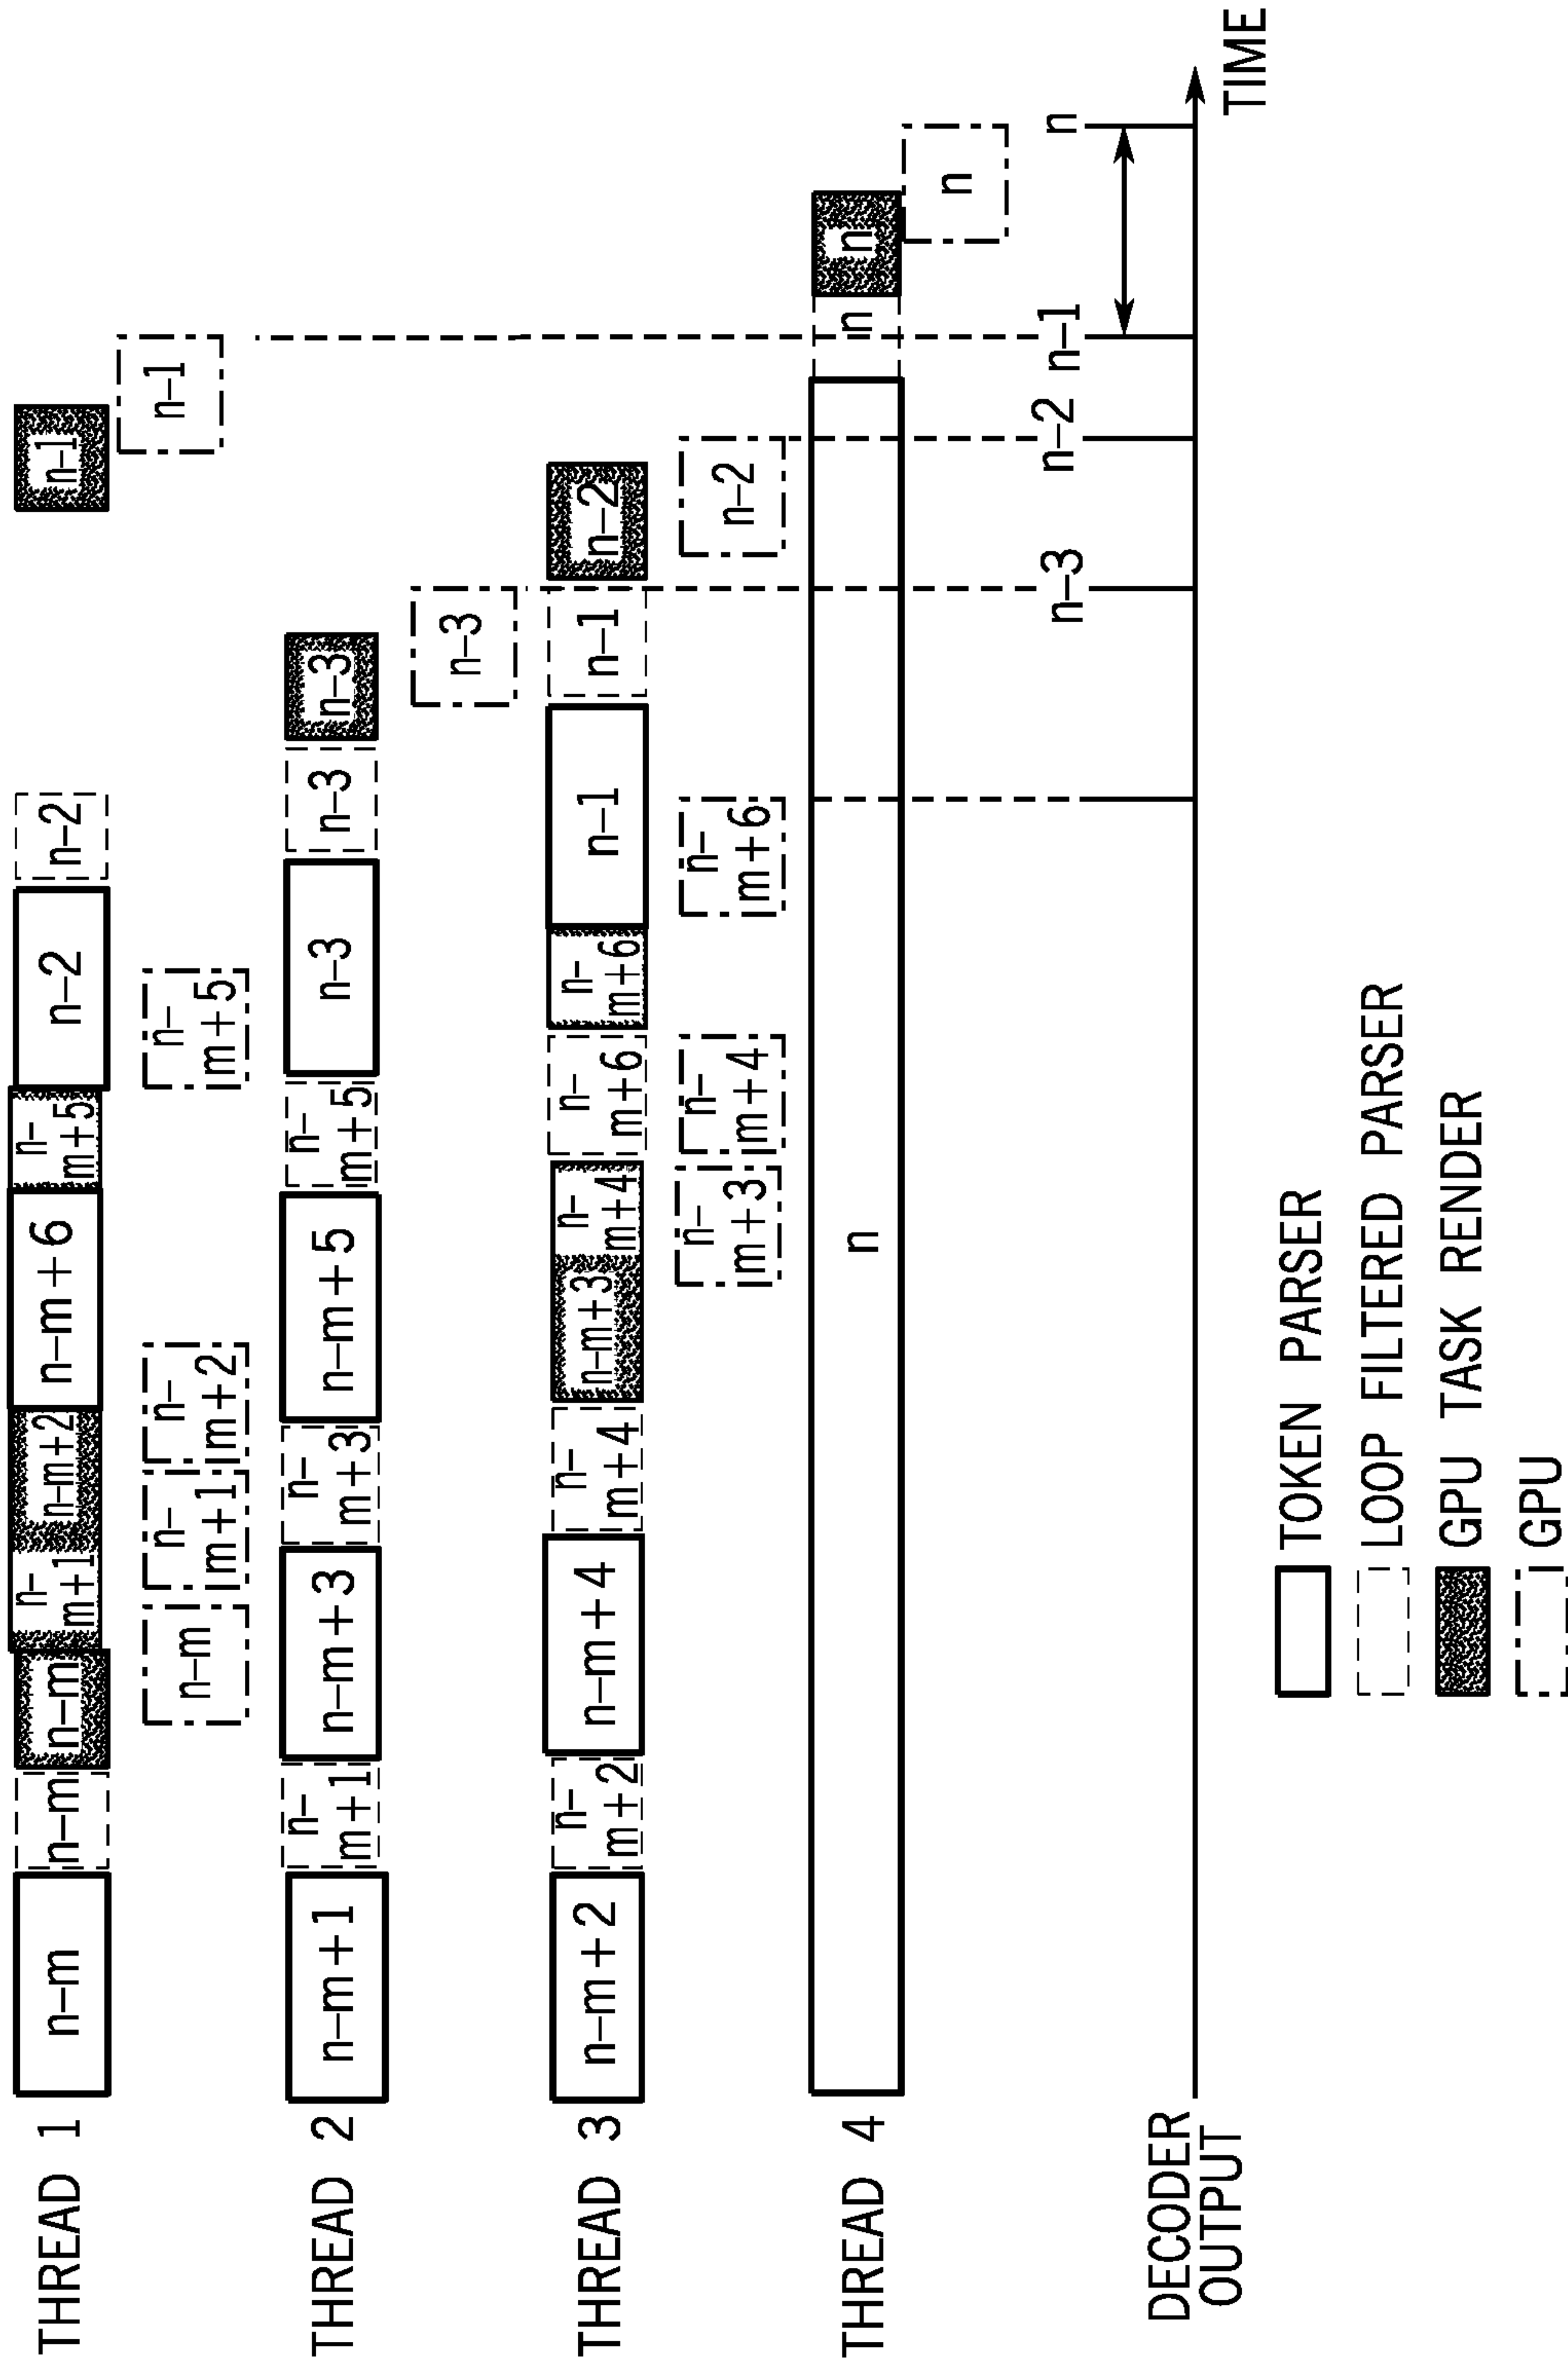 THREAD 1
n–m
n–m
n–m
n–
m+1
n–m+2
n–m+6
n–
m+5
n–2
n–2
n–1
n–m
n–
m+1
n–
m+2
n–
m+5
n–1
THREAD 2
n–m+1
n–
m+1
n–m+3
n–
m+3
n–m+5
n–
m+5
n–3
n–3
n–3
n–3
THREAD 3
n–m+2
n–
m+2
n–m+4
n–
m+4
n–m+3
n–
m+4
n–
m+6
n–
m+6
n–1
n–1
n–2
n–
m+3
n–
m+4
n–
m+6
n–2
THREAD 4
n
n
n
n
n–3
n–2
n–1
n
DECODER
OUTPUT
TIME
TOKEN PARSER
LOOP FILTERED PARSER
GPU TASK RENDER
GPU